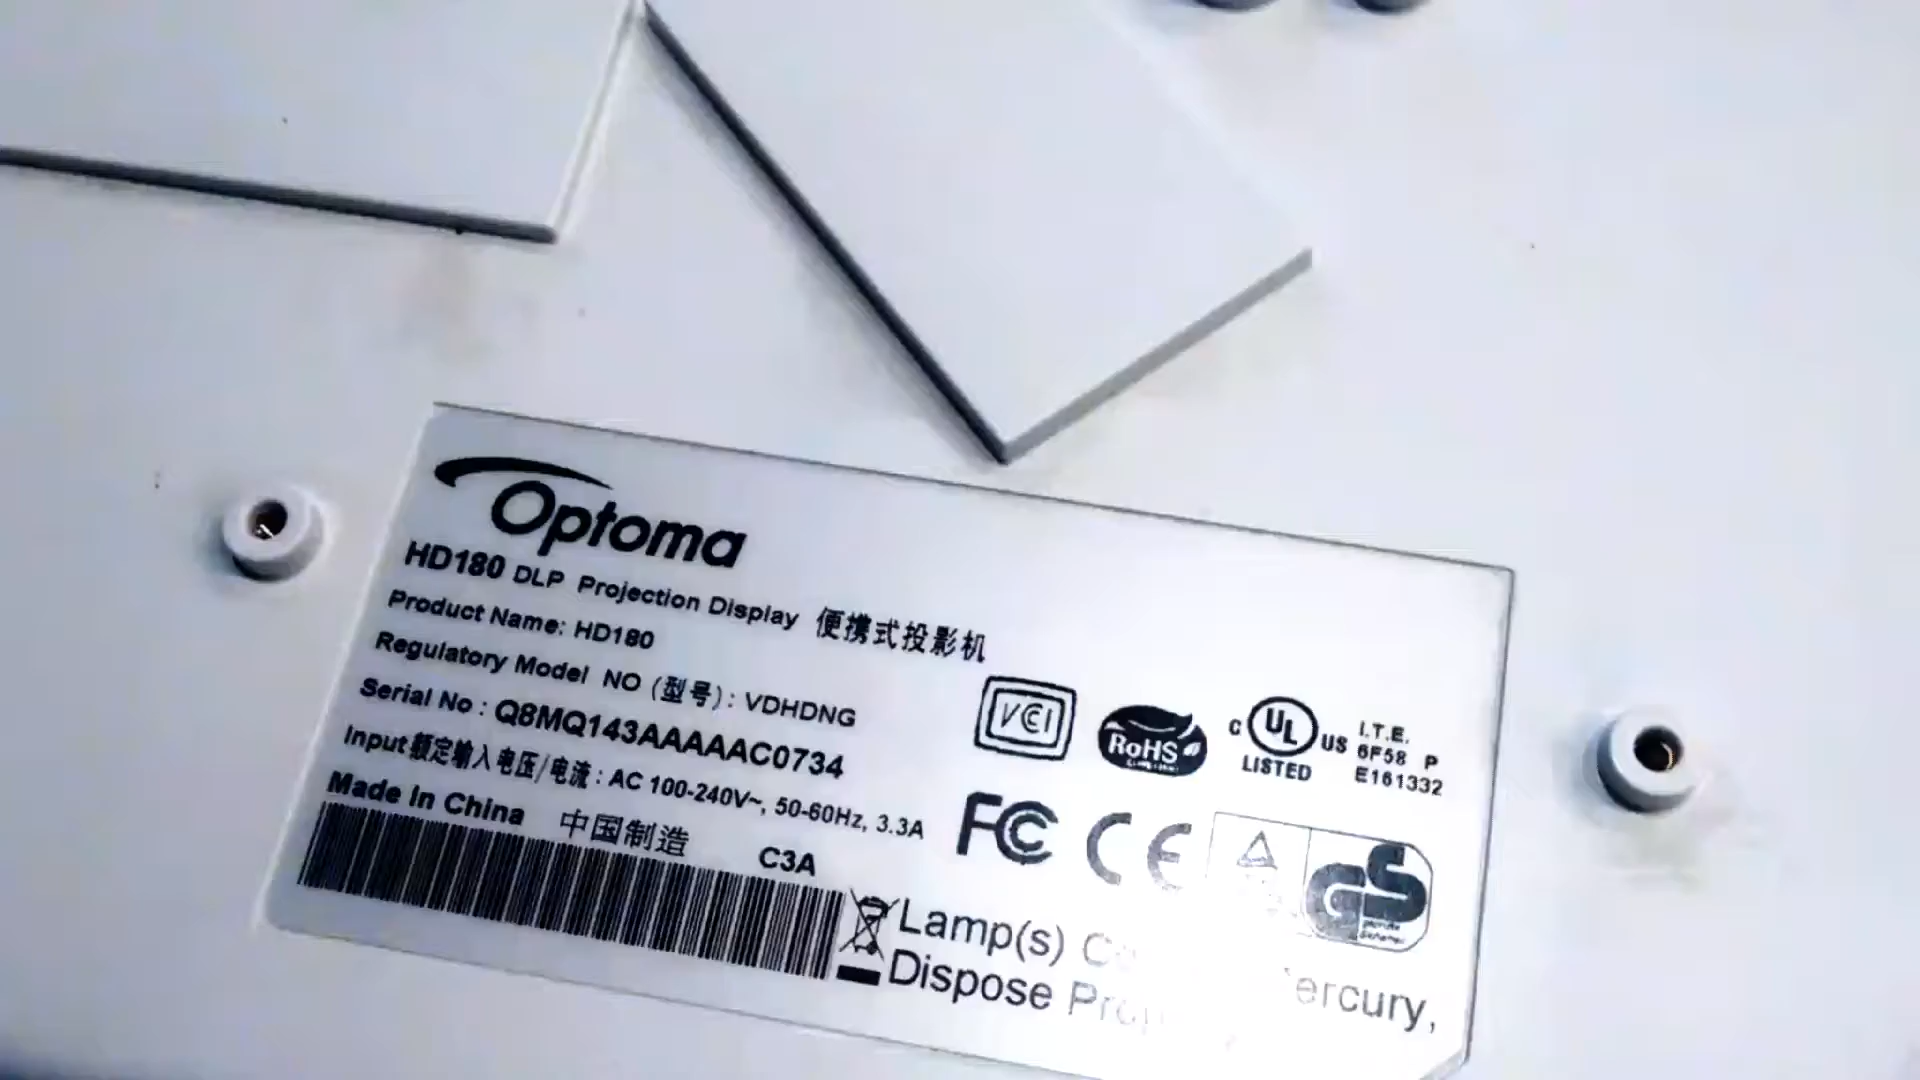 Optoma
HD180 DLP Projection Display 便携式投影机
Product Name: HD180
Regulatory Model NO (型号): VDHDNG
Serial No : Q8MQ143AAAAAC0734
Input额定输入电压/电流 : AC 100-240V~, 50-60Hz, 3.3A
Made In China 中国制造 C3A
VCCI
RoHS
C UL US LISTED
I.T.E.
6F58 P
E161332
FC CE
GS
Lamp(s)
Dispose